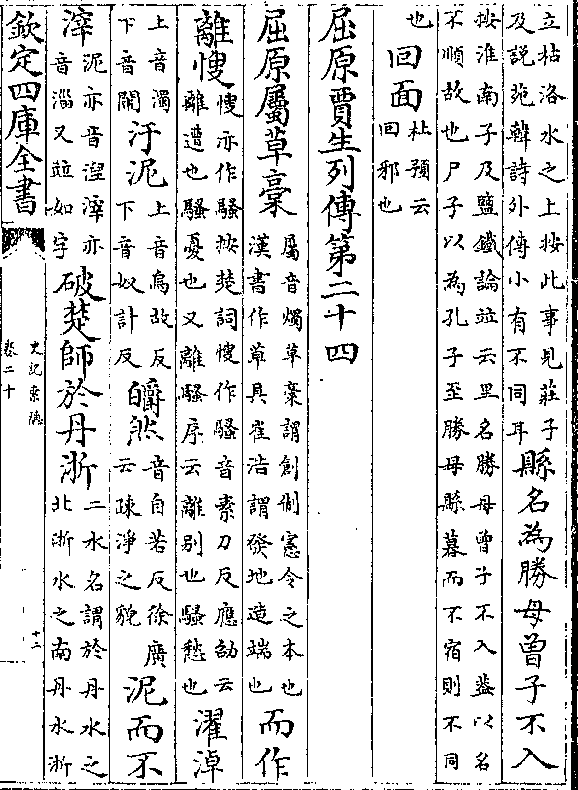 立枯洛水之上按此事見莊子
及説苑韓詩外傳小有不同耳
縣名為勝母曾子不入
按淮南子及鹽鐵論竝云里名勝母曾子不入葢以名
不順故也尸子以為孔子至勝母縣暮而不宿則不同
也
回面
杜預云
回邪也
屈原賈生列傳第二十四
屈原屬草稾
屬音燭草稾謂創制憲令之本也
漢書作草具崔浩謂發地造端也
而作
離慅
慅亦作騷按楚詞慅作騷音素刀反應劭云
離遭也騷憂也又離騷序云離别也騷愁也
濯淖
上音濁
下音閙
汙泥
上音烏故反
下音奴計反
皭然
音自若反徐廣
云疎淨之貌
泥而不
滓
泥亦音涅滓亦
音淄又竝如字
破楚師於丹淅
二水名謂於丹水之
北淅水之南丹水淅
欽定四庫全書
史記索隱
卷二十
十二